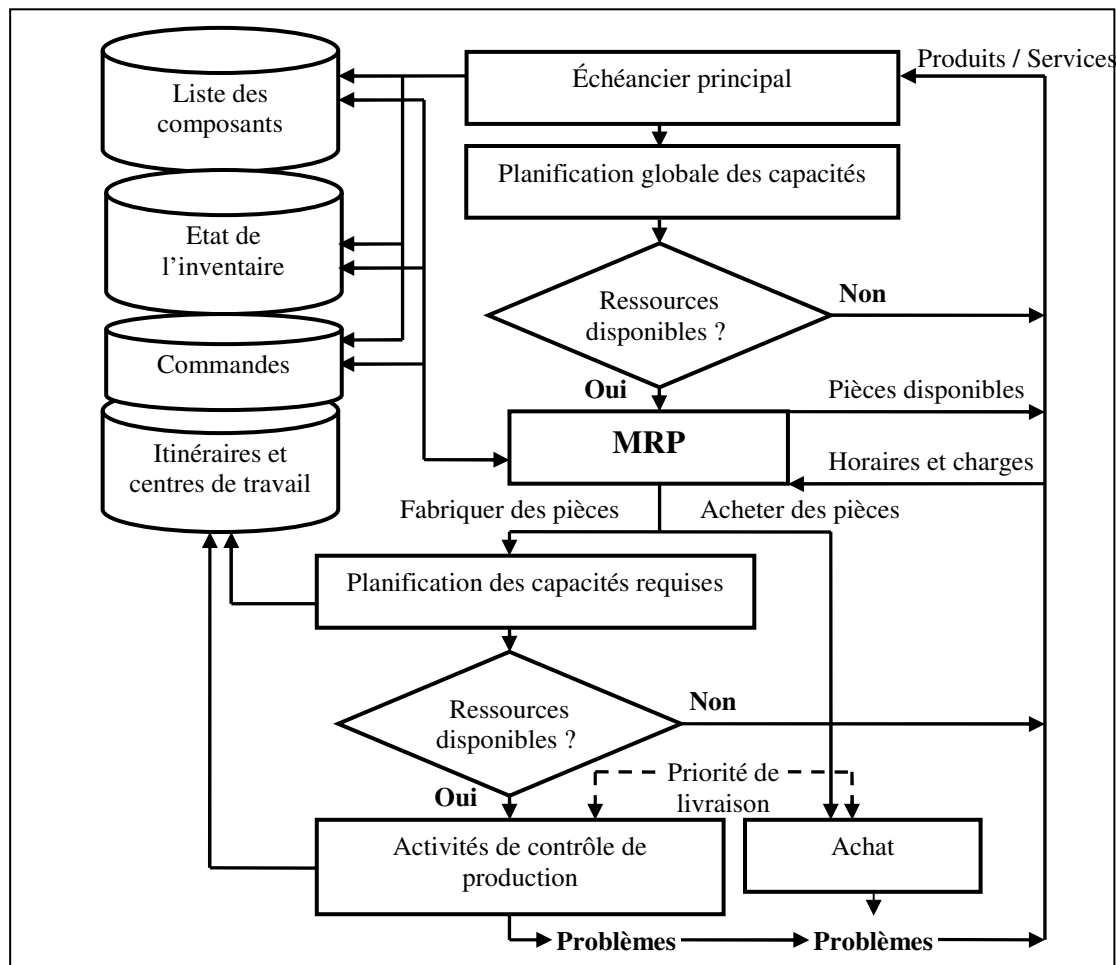 Produits / Services
Échéancier principal
Liste des
composants
Planification globale des capacités
Etat de
l'inventaire
Ressources
disponibles ?
Non
Commandes
Oui
Pièces disponibles
MRP
Itinéraires et
centres de travail
Horaires et charges
Fabriquer des pièces
Acheter des pièces
Planification des capacités requises
Ressources
disponibles ?
Non
Priorité de
livraison
Oui
Activités de contrôle de
production
Achat
Problèmes
Problèmes